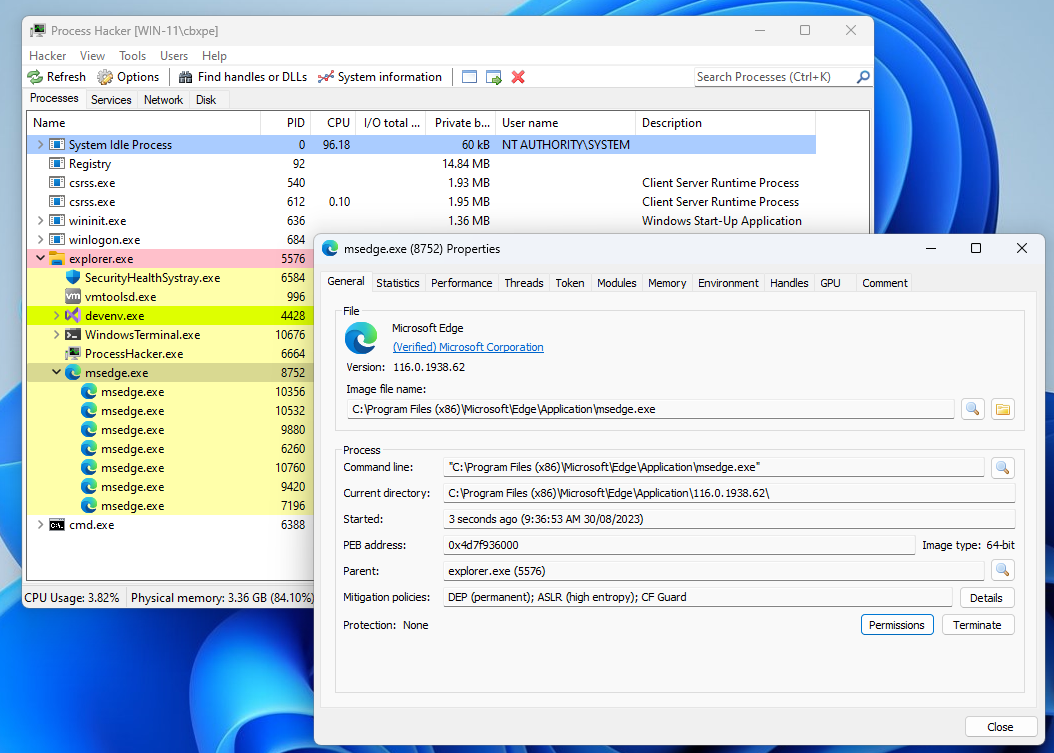 Process Hacker [WIN-11\cbxpe]
Hacker View Tools Users Help
Refresh Options Find handles or DLLs System information Search Processes (Ctrl+K)
Processes Services Network Disk
Name PID CPU I/O total ... Private b... User name Description
System Idle Process 0 96.18 60 kB NT AUTHORITY\SYSTEM
Registry 92 14.84 MB
csrss.exe 540 1.93 MB Client Server Runtime Process
csrss.exe 612 0.10 1.95 MB Client Server Runtime Process
wininit.exe 636 1.36 MB Windows Start-Up Application
winlogon.exe 684
explorer.exe 5576
SecurityHealthSystray.exe 6584
vm vmtoolsd.exe 996
devenv.exe 4428
WindowsTerminal.exe 10676
ProcessHacker.exe 6664
msedge.exe 8752
msedge.exe 10356
msedge.exe 10532
msedge.exe 9880
msedge.exe 6260
msedge.exe 10760
msedge.exe 9420
msedge.exe 7196
cmd.exe 6388
CPU Usage: 3.82% Physical memory: 3.36 GB (84.10%)
msedge.exe (8752) Properties
General Statistics Performance Threads Token Modules Memory Environment Handles GPU Comment
File
Microsoft Edge
(Verified) Microsoft Corporation
Version: 116.0.1938.62
Image file name:
C:\Program Files (x86)\Microsoft\Edge\Application\msedge.exe
Process
Command line: "C:\Program Files (x86)\Microsoft\Edge\Application\msedge.exe"
Current directory: C:\Program Files (x86)\Microsoft\Edge\Application\116.0.1938.62\
Started: 3 seconds ago (9:36:53 AM 30/08/2023)
PEB address: 0x4d7f936000 Image type: 64-bit
Parent: explorer.exe (5576)
Mitigation policies: DEP (permanent); ASLR (high entropy); CF Guard Details
Protection: None Permissions Terminate
Close